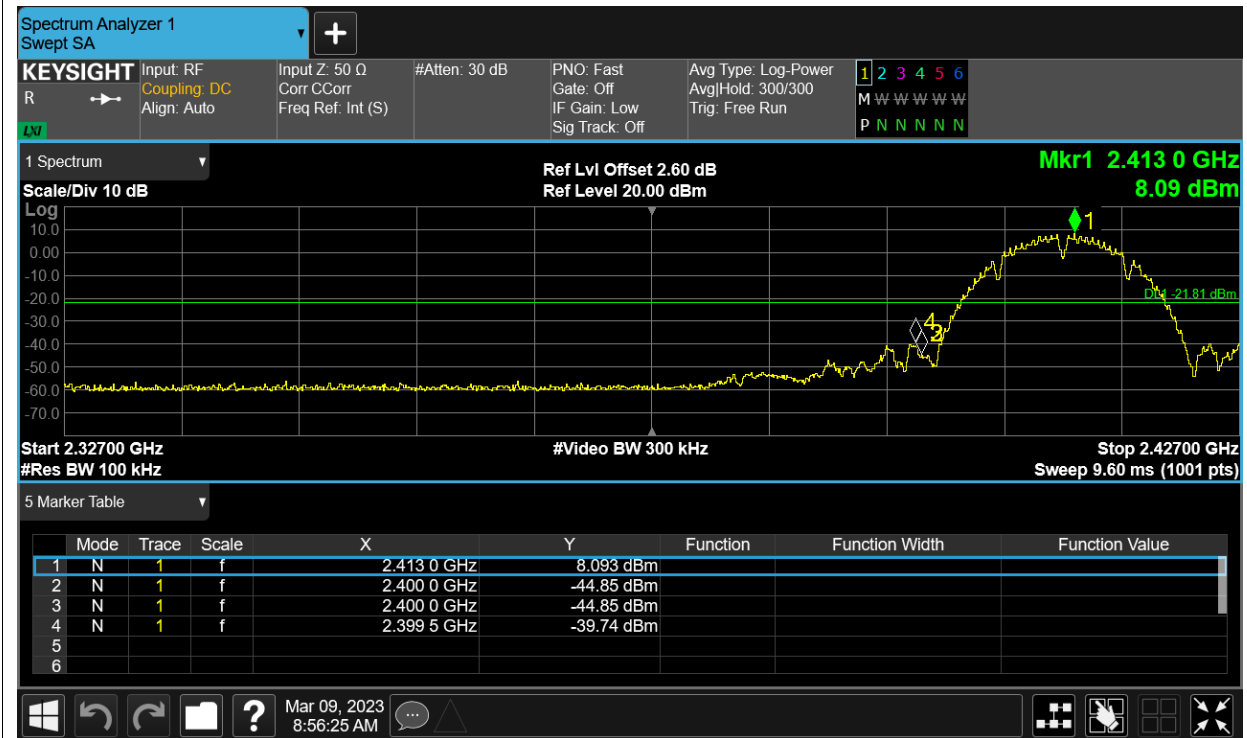 Spectrum Analyzer 1
Swept SA
+
KEYSIGHT Input: RF Input Z: 50 Ω #Atten: 30 dB PNO: Fast Avg Type: Log-Power 1 2 3 4 5 6
R Coupling: DC Corr CCorr Gate: Off Avg|Hold: 300/300 M W W W W W
Align: Auto Freq Ref: Int (S) IF Gain: Low Trig: Free Run
LXI Sig Track: Off P N N N N N
1 Spectrum Ref Lvl Offset 2.60 dB Mkr1 2.413 0 GHz
Scale/Div 10 dB Ref Level 20.00 dBm 8.09 dBm
Log
1
10.0
0.00
-10.0
-20.0
DL1 -21.81 dBm
-30.0
4
2
-40.0
-50.0
-60.0
-70.0
Start 2.32700 GHz #Video BW 300 kHz Stop 2.42700 GHz
#Res BW 100 kHz Sweep 9.60 ms (1001 pts)
5 Marker Table
Mode Trace Scale X Y Function Function Width Function Value
1 N 1 f 2.413 0 GHz 8.093 dBm
2 N 1 f 2.400 0 GHz -44.85 dBm
3 N 1 f 2.400 0 GHz -44.85 dBm
4 N 1 f 2.399 5 GHz -39.74 dBm
5
6
? Mar 09, 2023
8:56:25 AM